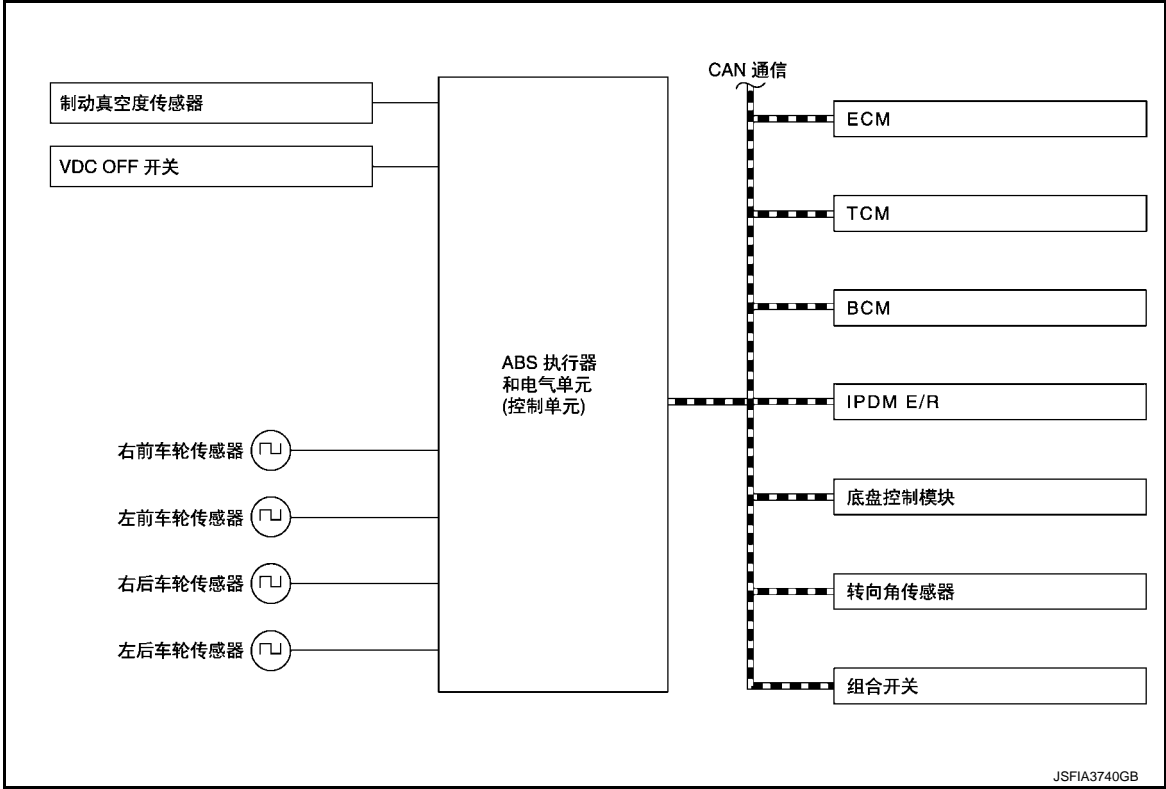 CAN 通信
制动真空度传感器
VDC OFF 开关
ABS 执行器
和电气单元
(控制单元)
右前车轮传感器
左前车轮传感器
右后车轮传感器
左后车轮传感器
ECM
TCM
BCM
IPDM E/R
底盘控制模块
转向角传感器
组合开关
JSFIA3740GB